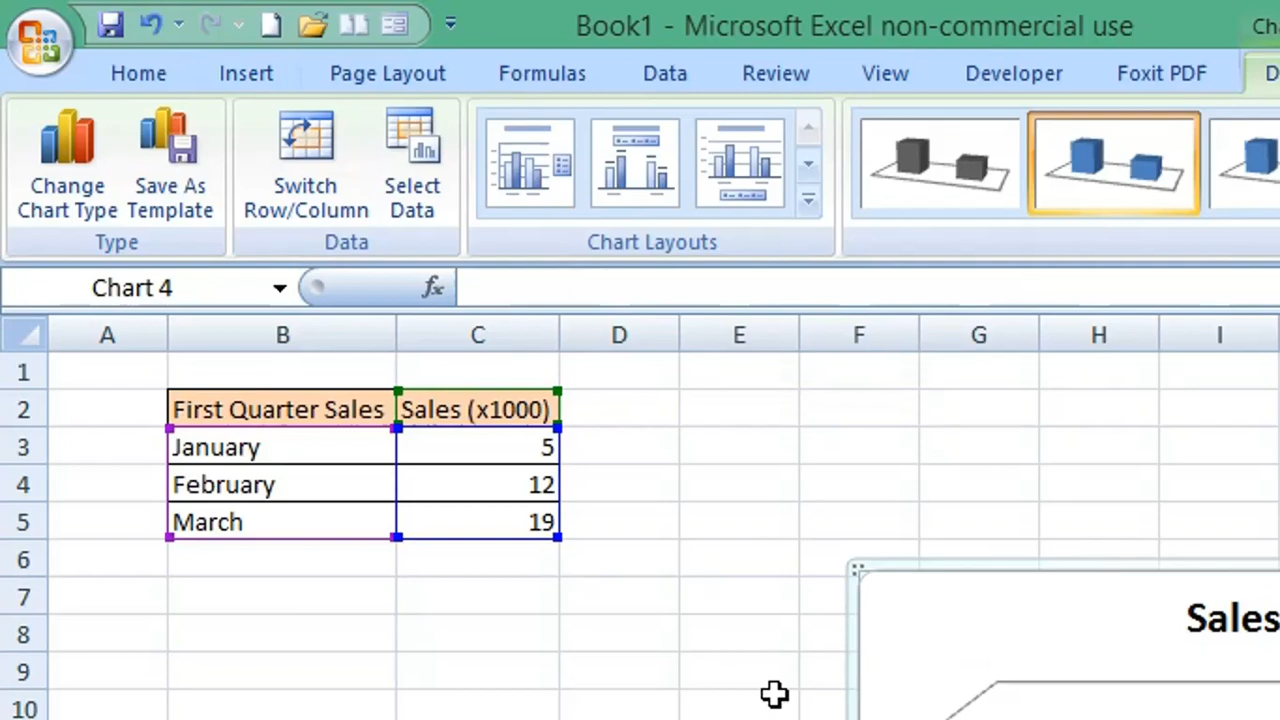 Book1 - Microsoft Excel non-commercial use
Home Insert Page Layout Formulas Data Review View Developer Foxit PDF
Change Chart Type
Save As Template
Switch Row/Column
Select Data
Type Data Chart Layouts
Chart 4 fx
A B C D E F G H I
1
2 First Quarter Sales Sales (x1000)
3 January 5
4 February 12
5 March 19
6
7
Sales
8
9
10